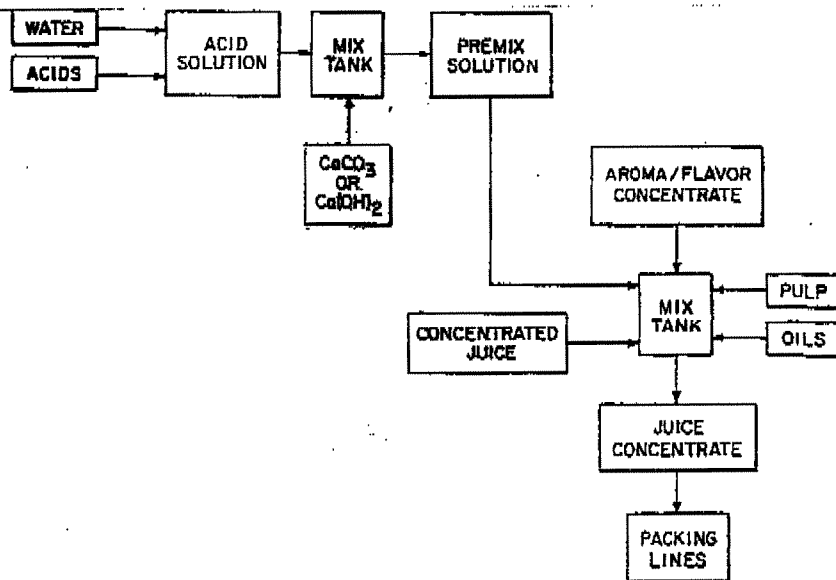 WATER
ACIDS
ACID
SOLUTION
MIX
TANK
PREMIX
SOLUTION
CaCO3
OR
Ca[OH]2
AROMA/FLAVOR
CONCENTRATE
MIX
TANK
PULP
OILS
CONCENTRATED
JUICE
JUICE
CONCENTRATE
PACKING
LINES